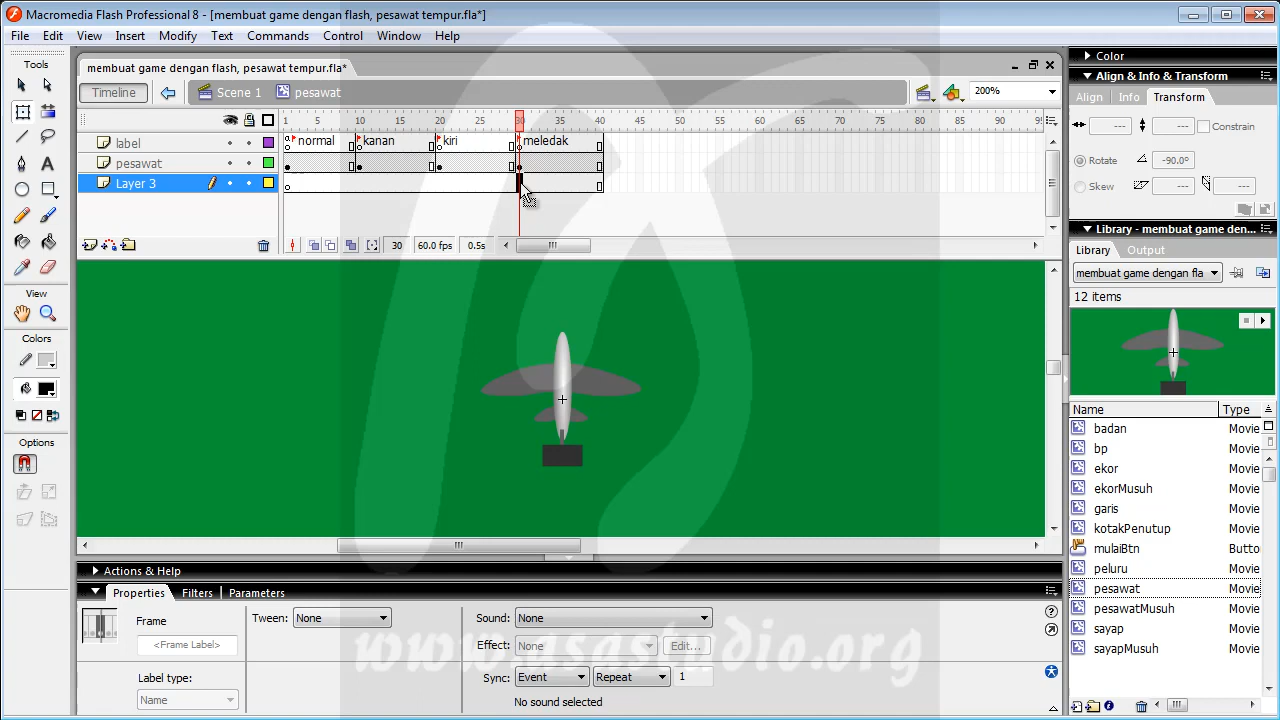 Macromedia Flash Professional 8 - [membuat game dengan flash, pesawat tempur.fla*]
File Edit View Insert Modify Text Commands Control Window Help
Tools
View
Colors
Options
membuat game dengan flash, pesawat tempur.fla*
Timeline Scene 1 pesawat 200%
1 5 10 15 20 25 30 35 40 45 50 55 60 65 70 75 80 85 90 95
label normal kanan kiri meledak
pesawat
Layer 3
30 60.0 fps 0.5s
Actions & Help
Properties Filters Parameters
Frame Tween: None Sound: None
<Frame Label> Effect: None Edit...
Label type: Sync: Event Repeat 1
Name No sound selected
www.asastudio.org
Color
Align & Info & Transform
Align Info Transform
Constrain
Rotate -90.0º
Skew
Library - membuat game den...
Library Output
membuat game dengan fla
12 items
Name Type
badan Movie
bp Movie
ekor Movie
ekorMusuh Movie
garis Movie
kotakPenutup Movie
mulaiBtn Butto
peluru Movie
pesawat Movie
pesawatMusuh Movie
sayap Movie
sayapMusuh Movie